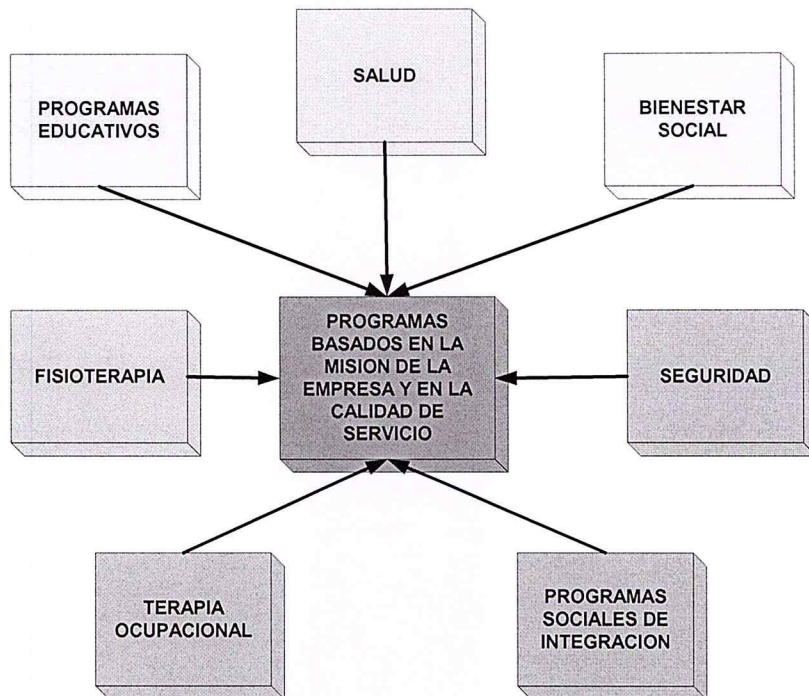 SALUD
PROGRAMAS
EDUCATIVOS
BIENESTAR
SOCIAL
PROGRAMAS
BASADOS EN LA
MISION DE LA
EMPRESA Y EN LA
CALIDAD DE
SERVICIO
FISIOTERAPIA
SEGURIDAD
TERAPIA
OCUPACIONAL
PROGRAMAS
SOCIALES DE
INTEGRACION